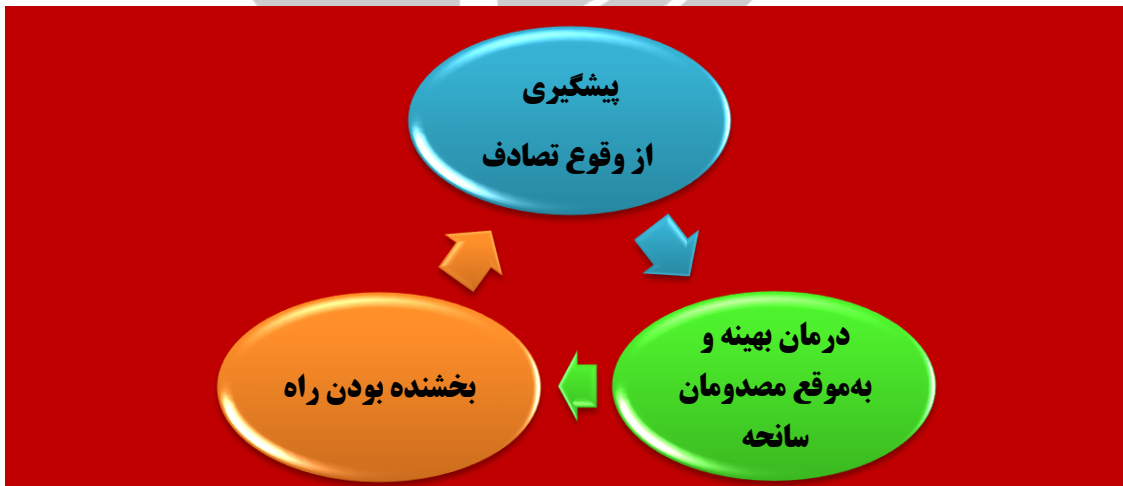 پیشگیری
از وقوع تصادف
درمان بهینه و
به‌موقع مصدومان
سانحه
بخشنده بودن راه